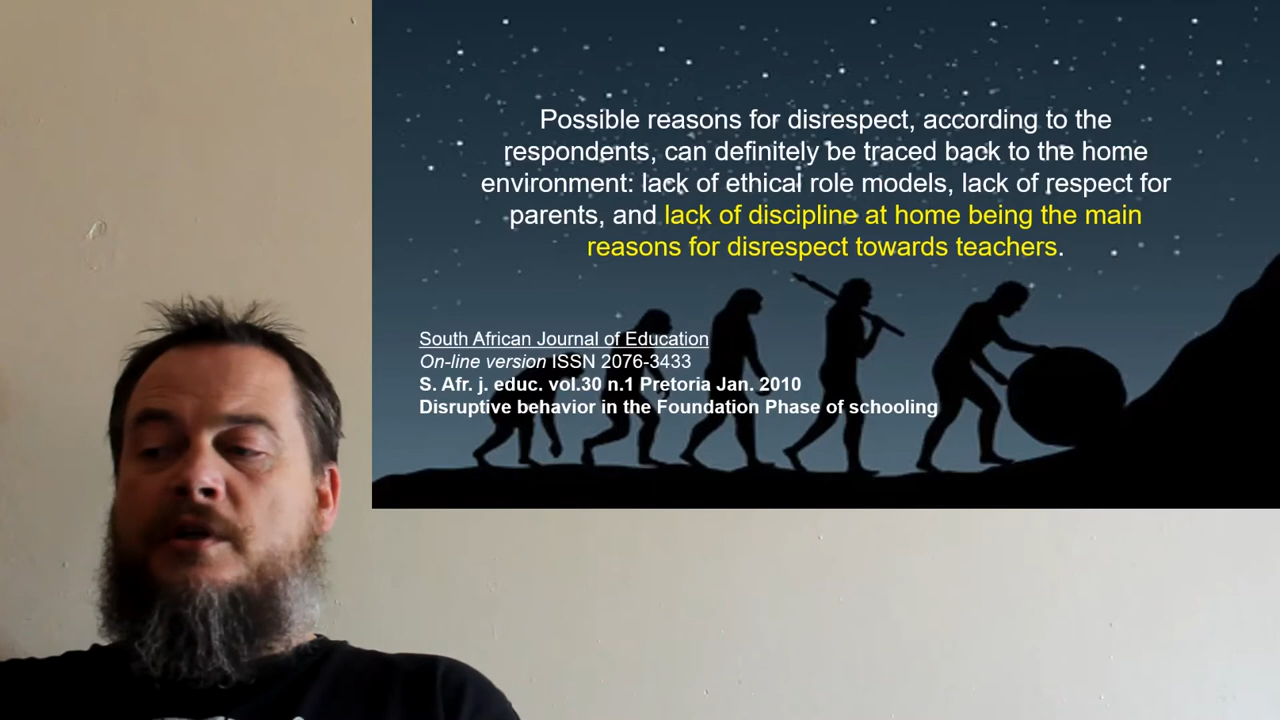 Possible reasons for disrespect, according to the
respondents, can definitely be traced back to the home
environment: lack of ethical role models, lack of respect for
parents, and lack of discipline at home being the main
reasons for disrespect towards teachers.
South African Journal of Education
On-line version ISSN 2076-3433
S. Afr. j. educ. vol.30 n.1 Pretoria Jan. 2010
Disruptive behavior in the Foundation Phase of schooling